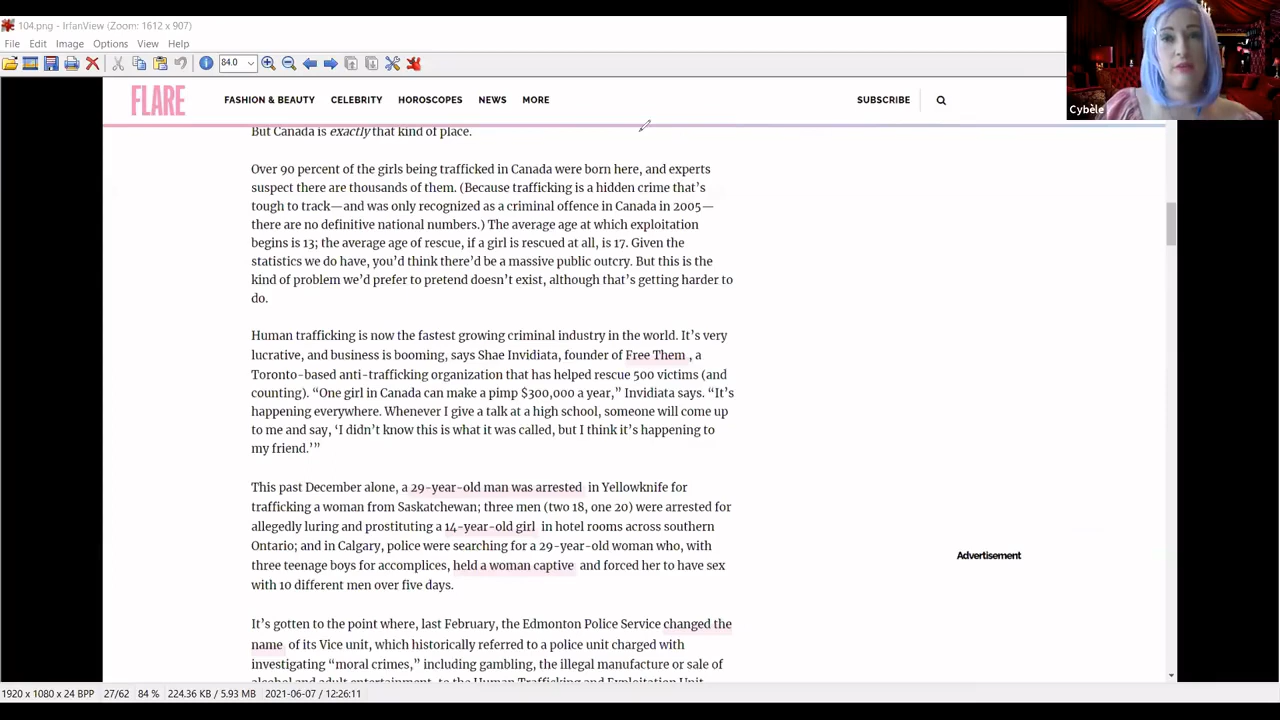 104.png - IrfanView (Zoom: 1612 x 907)
File Edit Image Options View Help
84.0
Cybèle
FLARE
FASHION & BEAUTY CELEBRITY HOROSCOPES NEWS MORE SUBSCRIBE
But Canada is exactly that kind of place.
Over 90 percent of the girls being trafficked in Canada were born here, and experts
suspect there are thousands of them. (Because trafficking is a hidden crime that’s
tough to track—and was only recognized as a criminal offence in Canada in 2005—
there are no definitive national numbers.) The average age at which exploitation
begins is 13; the average age of rescue, if a girl is rescued at all, is 17. Given the
statistics we do have, you’d think there’d be a massive public outcry. But this is the
kind of problem we’d prefer to pretend doesn’t exist, although that’s getting harder to
do.
Human trafficking is now the fastest growing criminal industry in the world. It’s very
lucrative, and business is booming, says Shae Invidiata, founder of Free Them , a
Toronto-based anti-trafficking organization that has helped rescue 500 victims (and
counting). “One girl in Canada can make a pimp $300,000 a year,” Invidiata says. “It’s
happening everywhere. Whenever I give a talk at a high school, someone will come up
to me and say, ‘I didn’t know this is what it was called, but I think it’s happening to
my friend.’”
This past December alone, a 29-year-old man was arrested in Yellowknife for
trafficking a woman from Saskatchewan; three men (two 18, one 20) were arrested for
allegedly luring and prostituting a 14-year-old girl in hotel rooms across southern
Ontario; and in Calgary, police were searching for a 29-year-old woman who, with
three teenage boys for accomplices, held a woman captive and forced her to have sex
with 10 different men over five days.
Advertisement
It’s gotten to the point where, last February, the Edmonton Police Service changed the
name of its Vice unit, which historically referred to a police unit charged with
investigating “moral crimes,” including gambling, the illegal manufacture or sale of
alcohol and adult entertainment, to the Human Trafficking and Exploitation Unit.
1920 x 1080 x 24 BPP 27/62 84 % 224.36 KB / 5.93 MB 2021-06-07 / 12:26:11